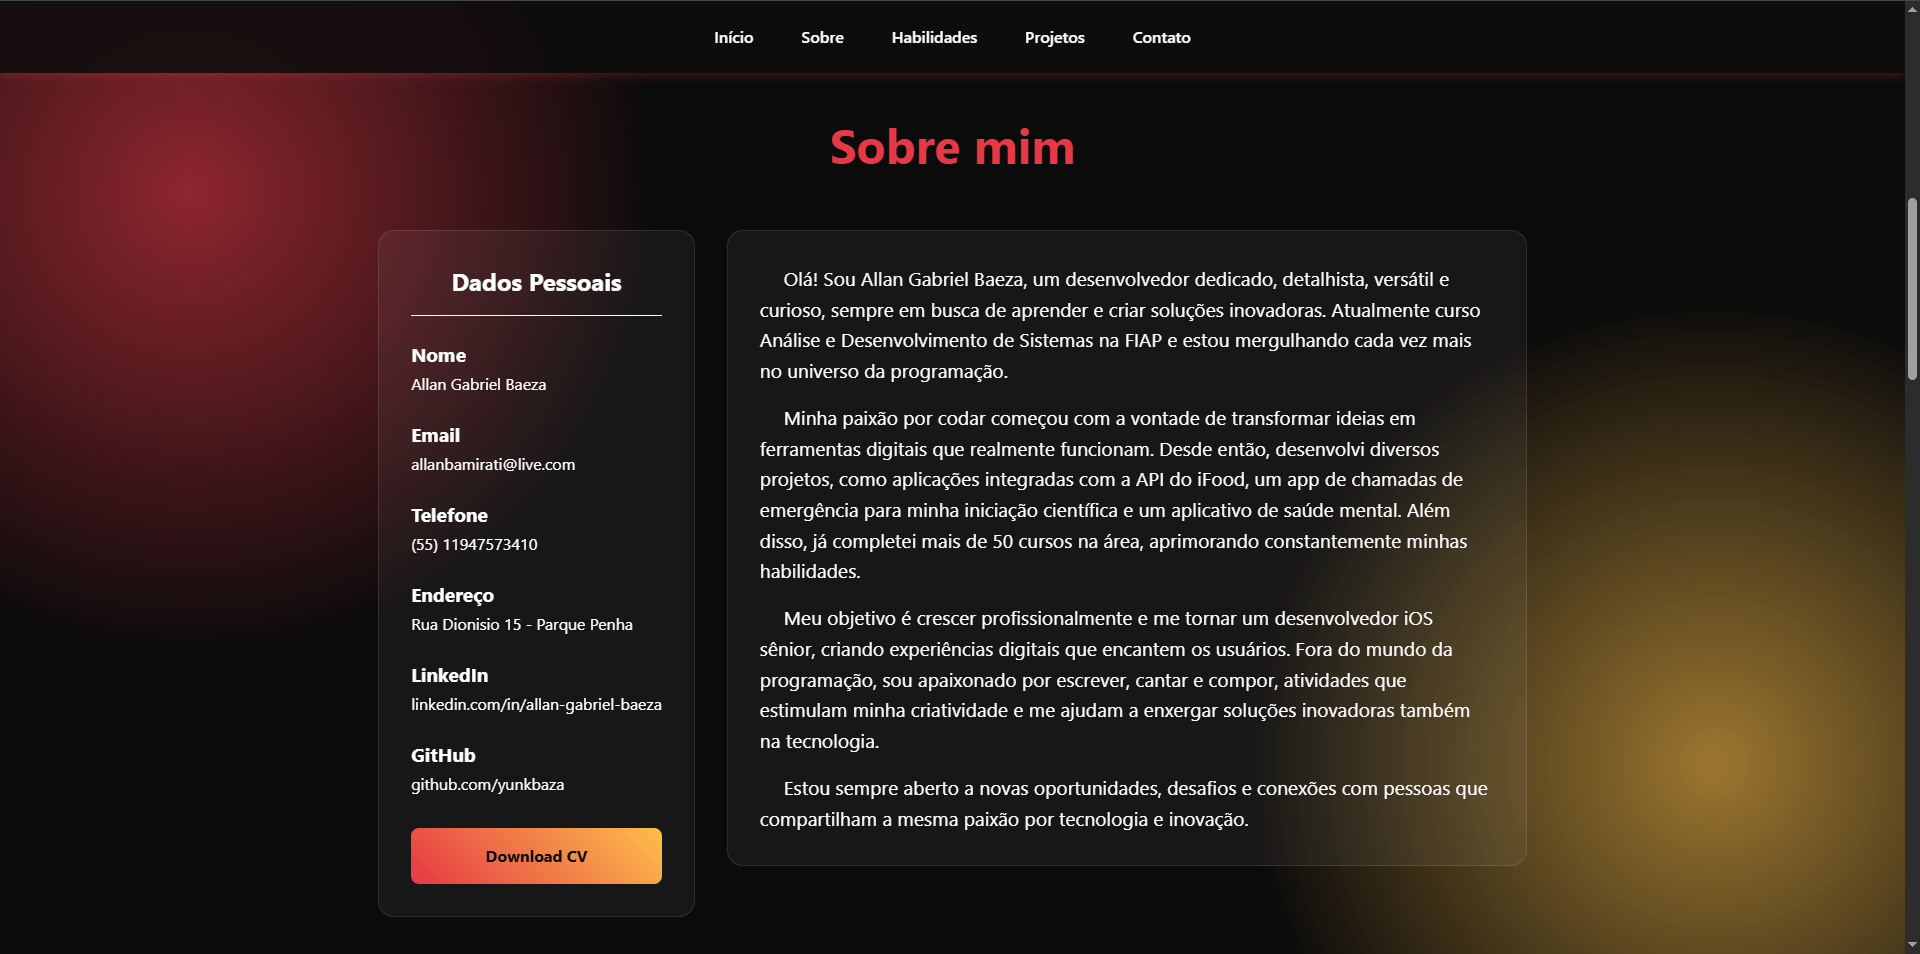 Início Sobre Habilidades Projetos Contato
Sobre mim
Dados Pessoais
Nome
Allan Gabriel Baeza
Email
allanbamirati@live.com
Telefone
(55) 11947573410
Endereço
Rua Dionisio 15 - Parque Penha
LinkedIn
linkedin.com/in/allan-gabriel-baeza
GitHub
github.com/yunkbaza
Download CV
Olá! Sou Allan Gabriel Baeza, um desenvolvedor dedicado, detalhista, versátil e
curioso, sempre em busca de aprender e criar soluções inovadoras. Atualmente curso
Análise e Desenvolvimento de Sistemas na FIAP e estou mergulhando cada vez mais
no universo da programação.
Minha paixão por codar começou com a vontade de transformar ideias em
ferramentas digitais que realmente funcionam. Desde então, desenvolvi diversos
projetos, como aplicações integradas com a API do iFood, um app de chamadas de
emergência para minha iniciação científica e um aplicativo de saúde mental. Além
disso, já completei mais de 50 cursos na área, aprimorando constantemente minhas
habilidades.
Meu objetivo é crescer profissionalmente e me tornar um desenvolvedor iOS
sênior, criando experiências digitais que encantem os usuários. Fora do mundo da
programação, sou apaixonado por escrever, cantar e compor, atividades que
estimulam minha criatividade e me ajudam a enxergar soluções inovadoras também
na tecnologia.
Estou sempre aberto a novas oportunidades, desafios e conexões com pessoas que
compartilham a mesma paixão por tecnologia e inovação.